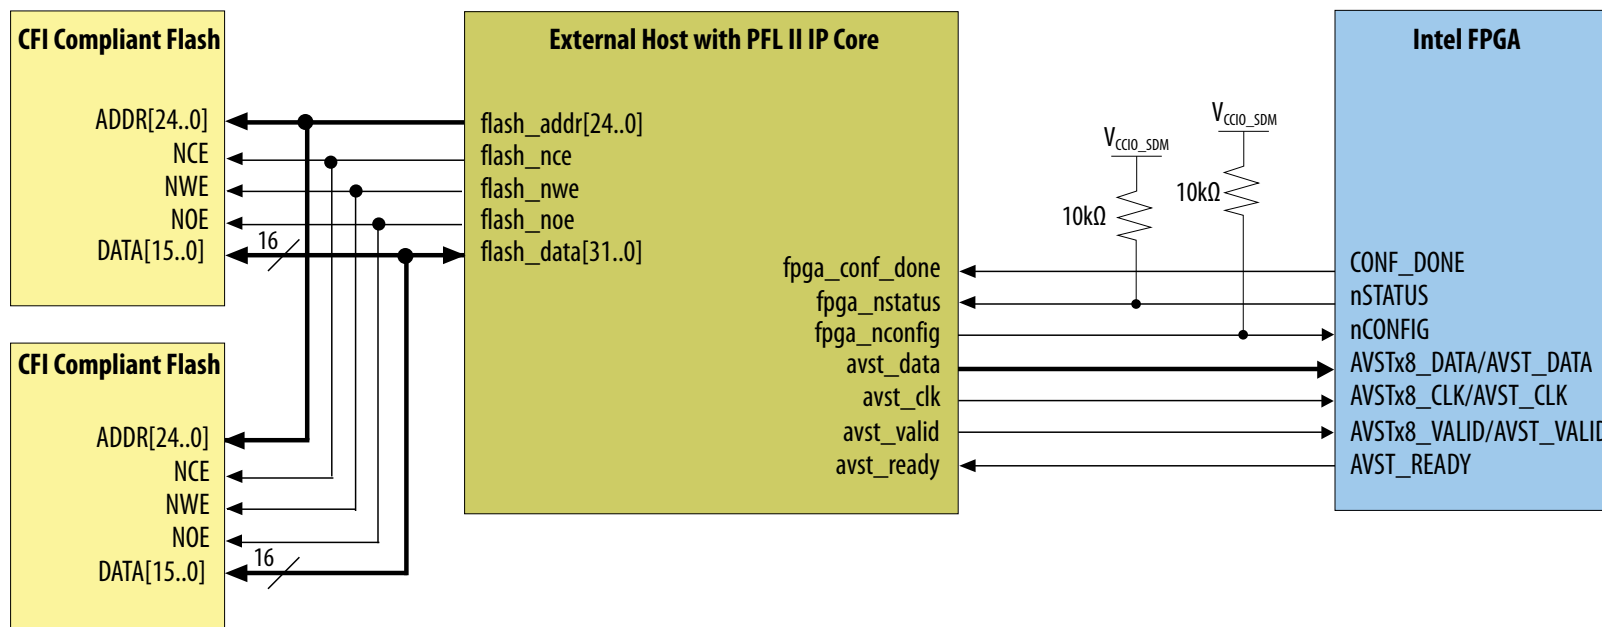 CFI Compliant Flash
ADDR[24..0]
NCE
NWE
NOE
DATA[15..0]
16
CFI Compliant Flash
ADDR[24..0]
NCE
NWE
NOE
DATA[15..0]
16
External Host with PFL II IP Core
flash_addr[24..0]
flash_nce
flash_nwe
flash_noe
flash_data[31..0]
fpga_conf_done
fpga_nstatus
fpga_nconfig
avst_data
avst_clk
avst_valid
avst_ready
VCCIO_SDM
10kΩ
VCCIO_SDM
10kΩ
Intel FPGA
CONF_DONE
nSTATUS
nCONFIG
AVSTx8_DATA/AVST_DATA
AVSTx8_CLK/AVST_CLK
AVSTx8_VALID/AVST_VALID
AVST_READY